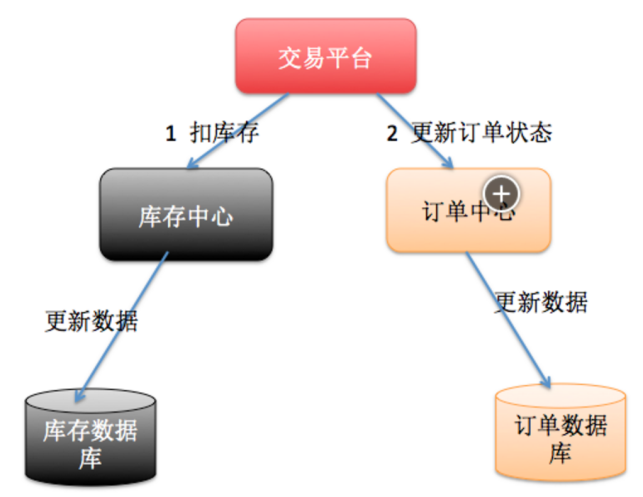 交易平台
1 扣库存
2 更新订单状态
库存中心
订单中心
更新数据
更新数据
库存数据
库
订单数据
库